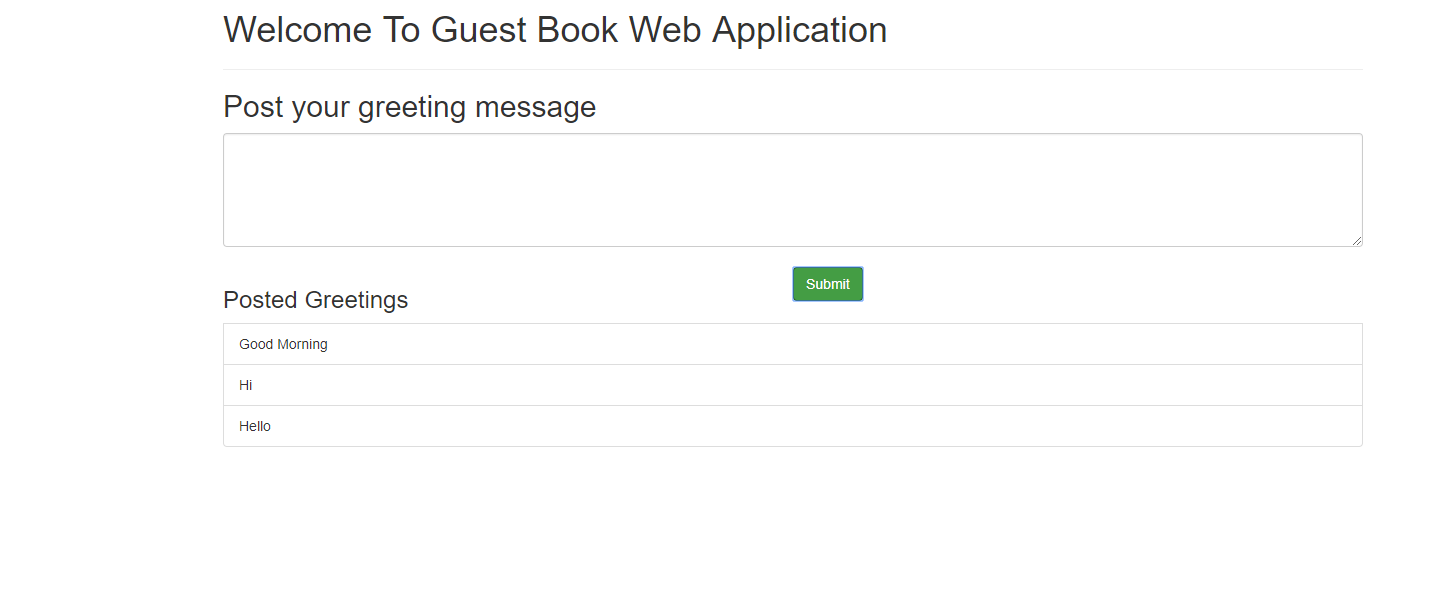 Welcome To Guest Book Web Application
Post your greeting message
Submit
Posted Greetings
Good Morning
Hi
Hello